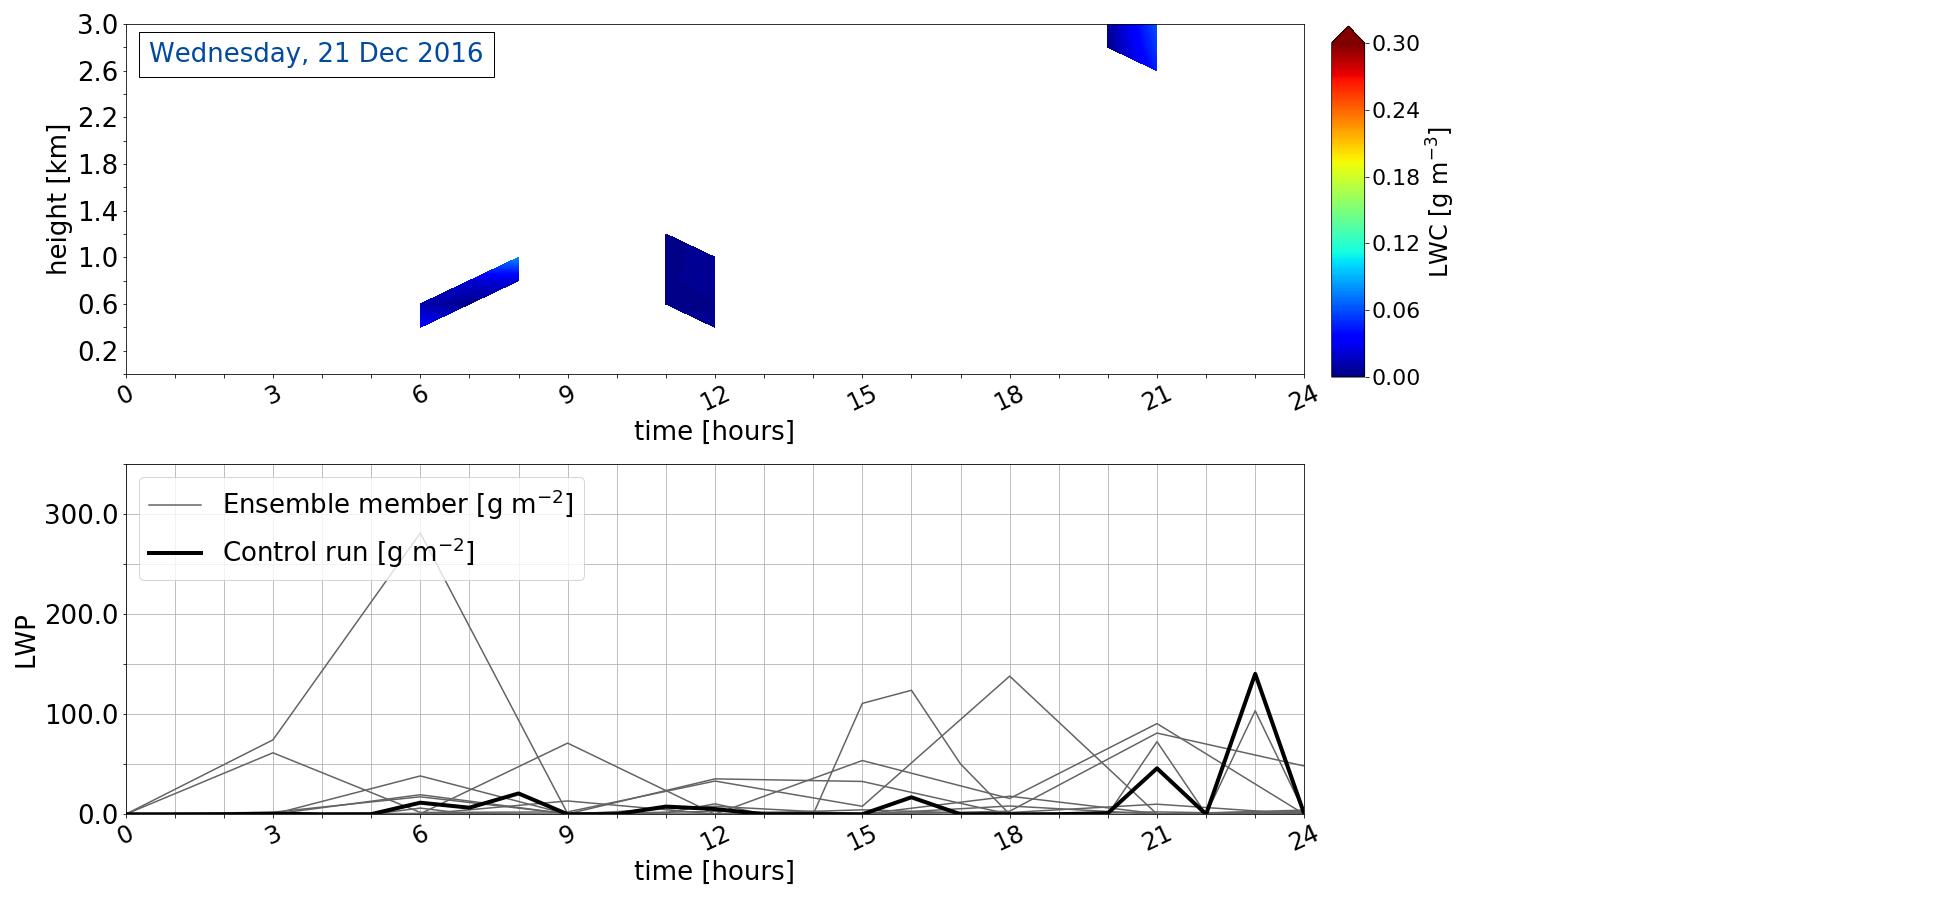 Wednesday, 21 Dec 2016
height [km]
3.0
2.6
2.2
1.8
1.4
1.0
0.6
0.2
0 3 6 9 12 15 18 21 24
time [hours]
0.30
0.24
0.18
0.12
0.06
0.00
LWC [g m⁻³]
Ensemble member [g m⁻²]
Control run [g m⁻²]
LWP
300.0
200.0
100.0
0.0
0 3 6 9 12 15 18 21 24
time [hours]